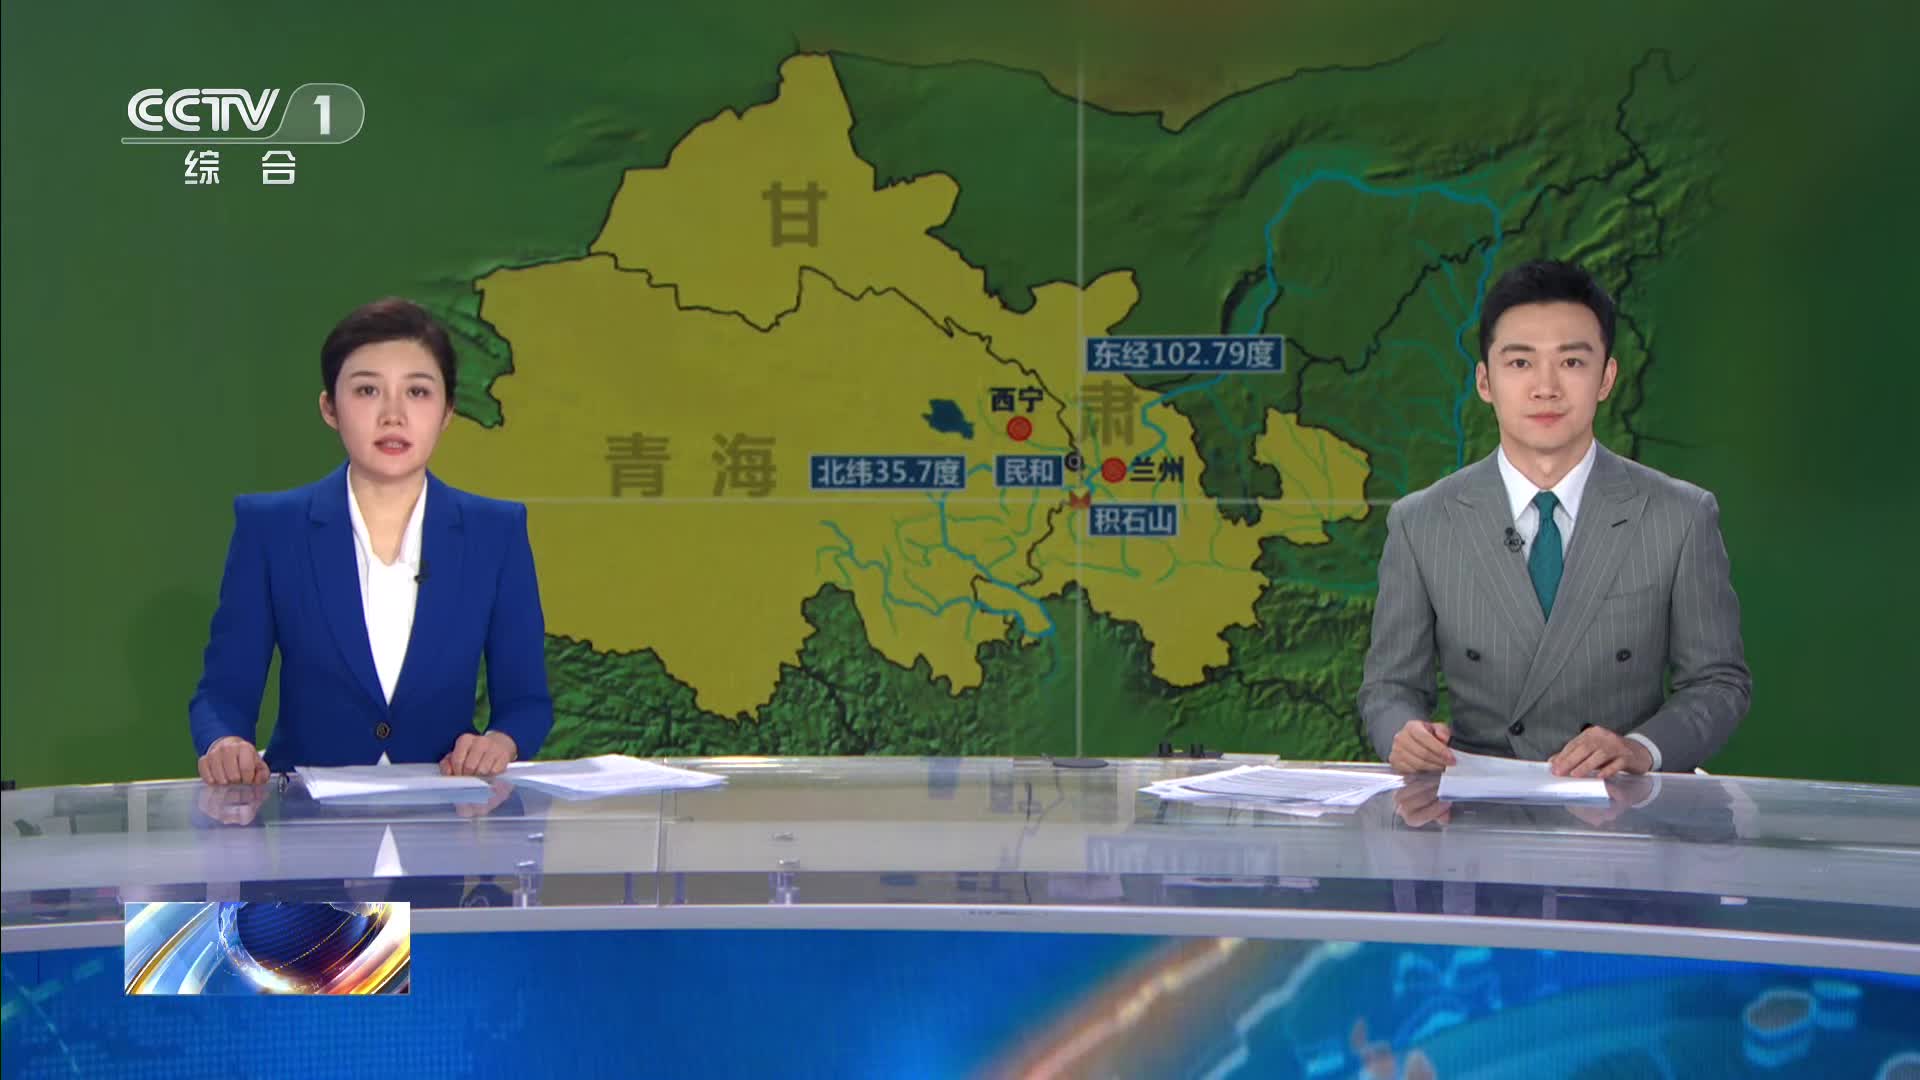 CCTV 1
综合
甘
东经102.79度
西宁
肃
青海
北纬35.7度
民和
兰州
积石山